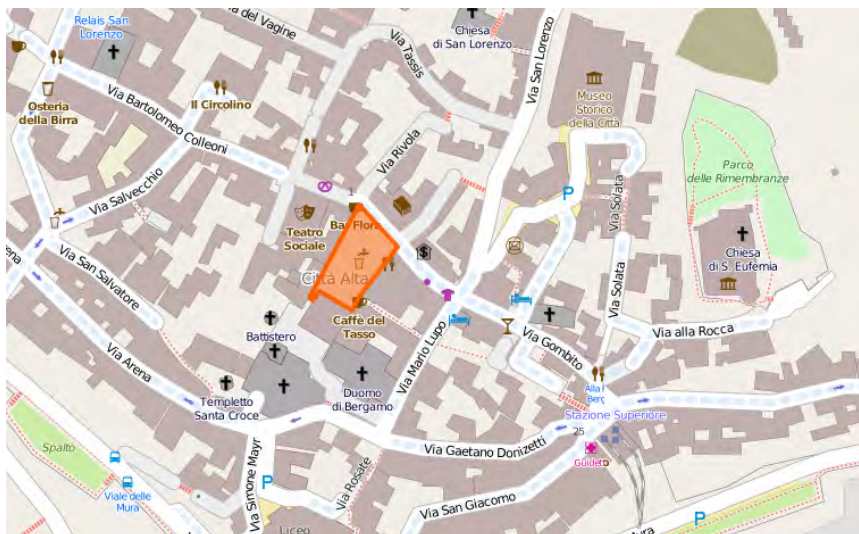 Relais San
Lorenzo
Via del Vagine
Chiesa
di San Lorenzo
Via San Lorenzo
Via Tassis
Osteria
della Birra
Il Circolino
Via Bartolomeo Colleoni
Museo
Storico
della Città
Via Rivola
Parco
delle Rimembranze
P
Via Salvecchio
1
Via Solata
Teatro
Sociale
Bar Flora
Città Alta
Chiesa
di S. Eufemia
Via San Salvatore
Via Solata
Caffè del
Tasso
Battistero
Via Mario Lupo
Via Gombito
Via alla Rocca
Via Arena
Duomo
di Bergamo
Templetto
Santa Croce
Stazione Superiore
25
Guidet
Via Gaetano Donizetti
Spalto
Viale delle
Mura
Via Simone Mayr
P
Via Rosate
Via San Giacomo
P
Liceo